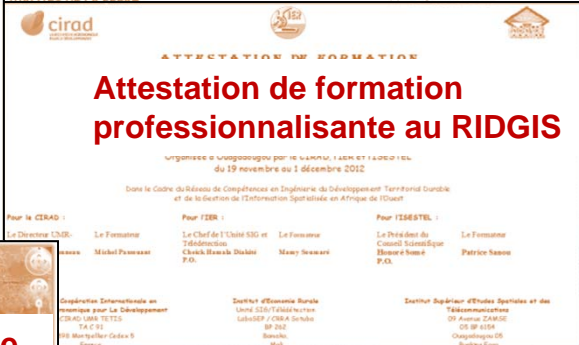 cirad
ATTESTATION DE FORMATION
Attestation de formation
professionnalisante au RIDGIS
Organisée à Ouagadougou par le CIRAD, l'IER et l'ISESTEL
du 19 novembre au 1 décembre 2012
Dans le Cadre du Réseau de Compétences en Ingénierie du Développement Territorial Durable
et de la Gestion de l'Information Spatialisée en Afrique de l'Ouest
Pour le CIRAD :
Le Directeur UMR-
Le Formateur
Michel Passouant
Pour l'IER :
Le Chef de l'Unité SIG et
Télédétection
Cheick Hamala Diakité
P.O.
Le Formateur
Mamy Soumaré
Pour l'ISESTEL :
Le Président du
Conseil Scientifique
Honoré Somé
P.O.
Le Formateur
Patrice Sanou
Coopération Internationale en
pour Le Développement
CIRAD UMR TETIS
TA C 91
Montpellier Cedex 5
France
Institut d'Economie Rurale
Unité SIG/Télédétection
LaboSEP / CRRA Sotuba
BP 262
Bamako,
Mali
Institut Supérieur d'Etudes Spatiales et des
Télécommunications
09 Avenue ZAMSE
Ouagadougou 05
Burkina Faso